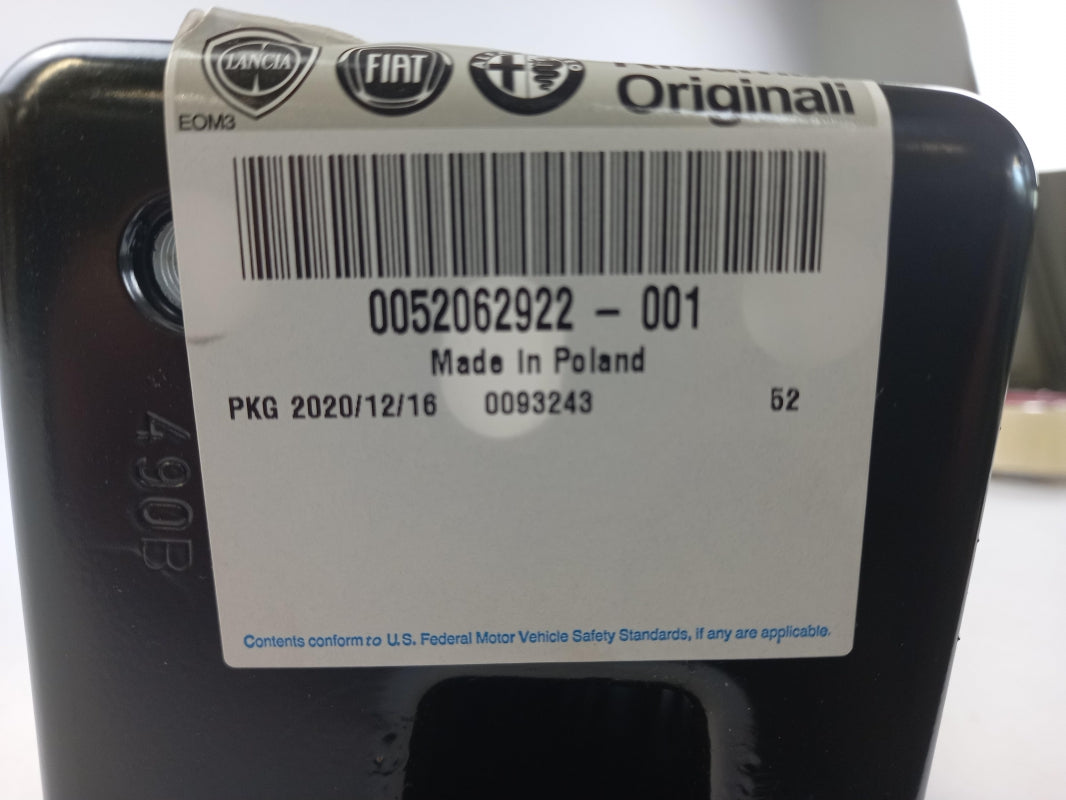 LANCIA FIAT
Originali
EOM3
0052062922 – 001
Made In Poland
PKG 2020/12/16 0093243 52
490B
Contents conform to U.S. Federal Motor Vehicle Safety Standards, if any are applicable.